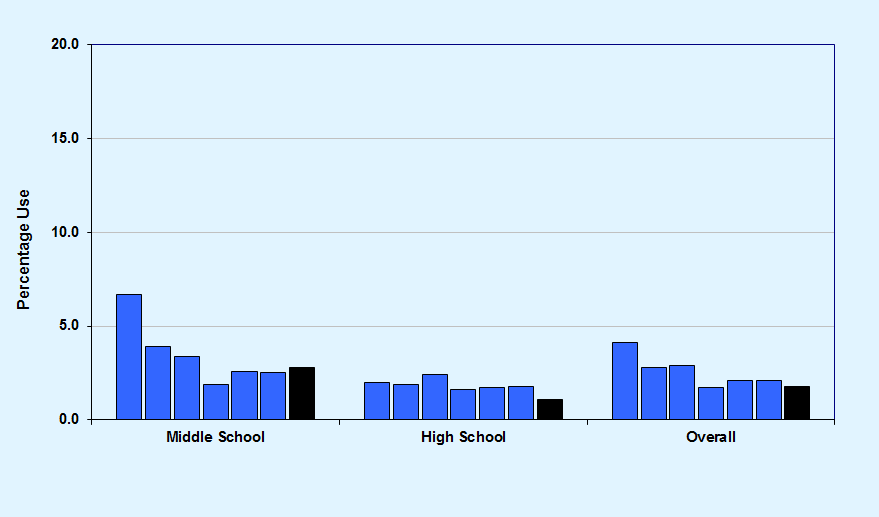 20.0
15.0
10.0
5.0
0.0
Percentage Use
Middle School
High School
Overall